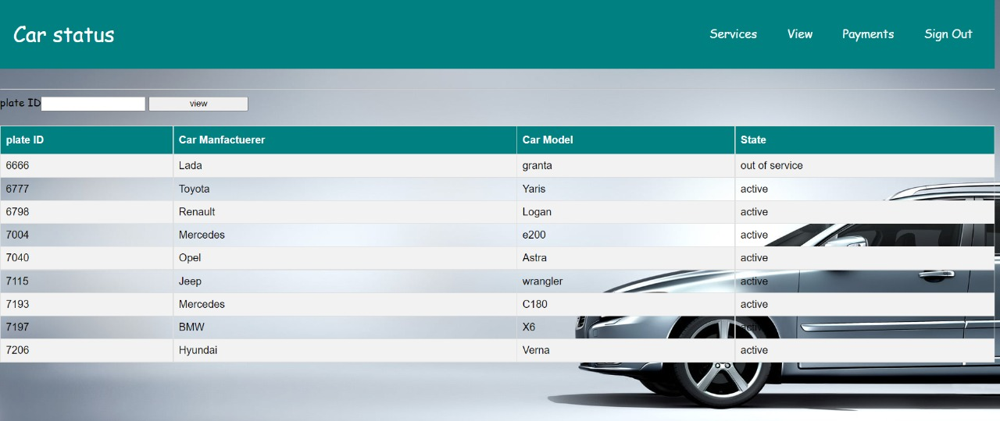 Car status Services View Payments Sign Out
plate ID view
plate ID Car Manfactuerer Car Model State
6666 Lada granta out of service
6777 Toyota Yaris active
6798 Renault Logan active
7004 Mercedes e200 active
7040 Opel Astra active
7115 Jeep wrangler active
7193 Mercedes C180 active
7197 BMW X6 active
7206 Hyundai Verna active